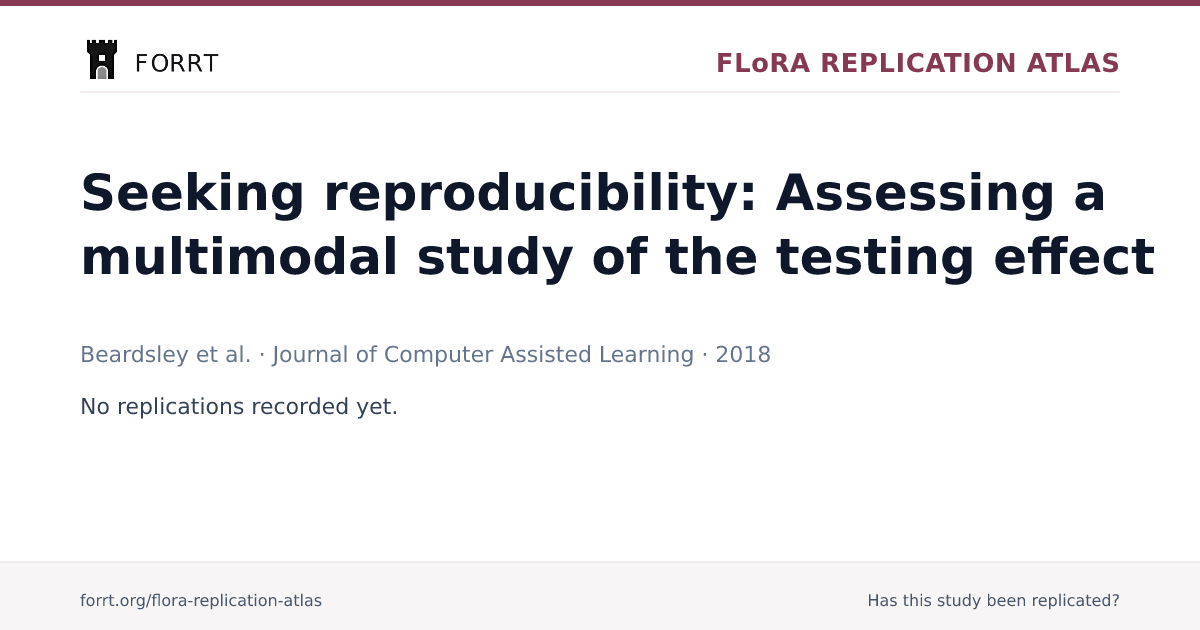 FORRT
FLoRA REPLICATION ATLAS
Seeking reproducibility: Assessing a
multimodal study of the testing effect
Beardsley et al. · Journal of Computer Assisted Learning · 2018
No replications recorded yet.
forrt.org/flora-replication-atlas
Has this study been replicated?